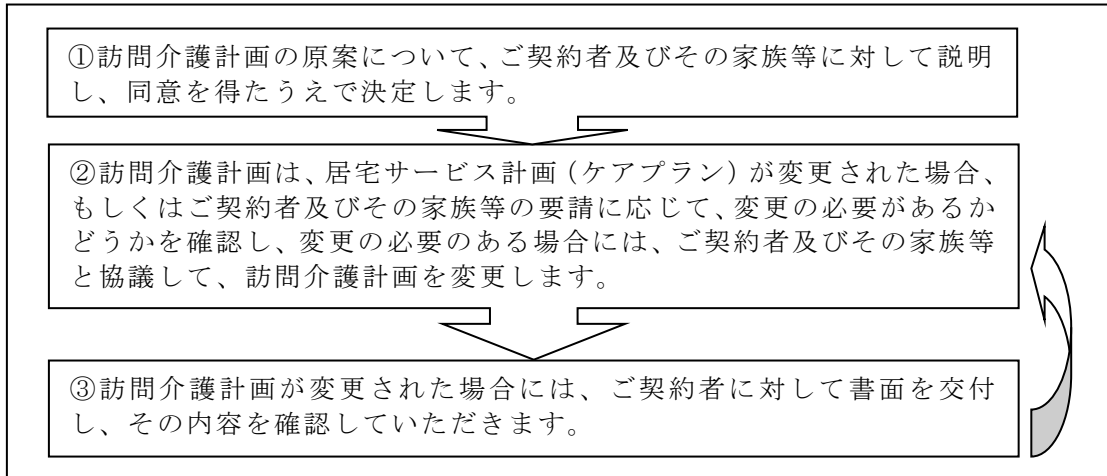 ①訪問介護計画の原案について、ご契約者及びその家族等に対して説明
し、同意を得たうえで決定します。
②訪問介護計画は、居宅サービス計画（ケアプラン）が変更された場合、
もしくはご契約者及びその家族等の要請に応じて、変更の必要があるか
どうかを確認し、変更の必要のある場合には、ご契約者及びその家族等
と協議して、訪問介護計画を変更します。
③訪問介護計画が変更された場合には、ご契約者に対して書面を交付
し、その内容を確認していただきます。